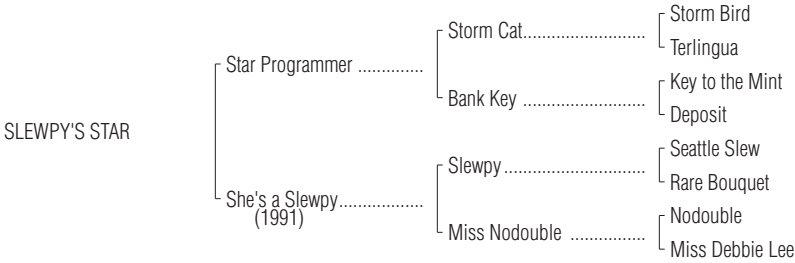 Storm Bird
Storm Cat..........................
Terlingua
Star Programmer ..............
Key to the Mint
Bank Key ..........................
Deposit
SLEWPY'S STAR
Seattle Slew
Slewpy..............................
Rare Bouquet
She's a Slewpy..................
(1991)
Nodouble
Miss Nodouble ................
Miss Debbie Lee